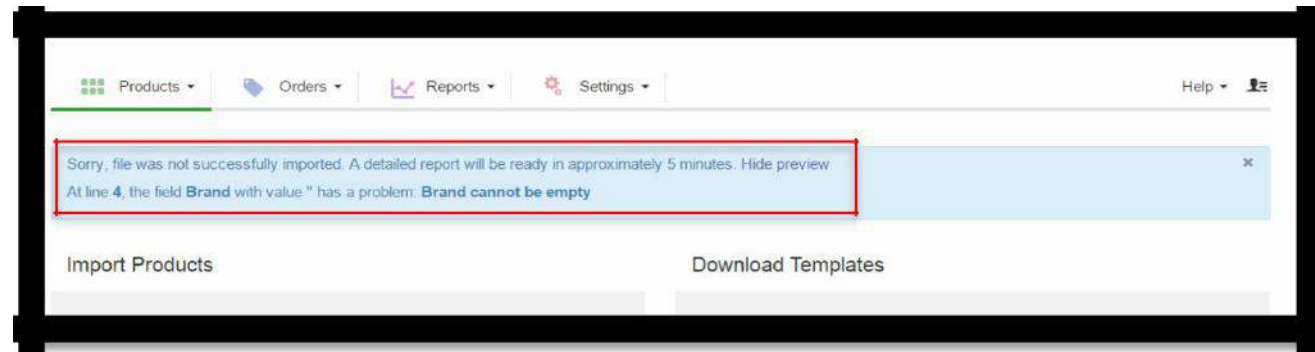 Products Orders Reports Settings Help
Sorry, file was not successfully imported. A detailed report will be ready in approximately 5 minutes. Hide preview ×
At line 4, the field Brand with value '' has a problem: Brand cannot be empty
Import Products Download Templates